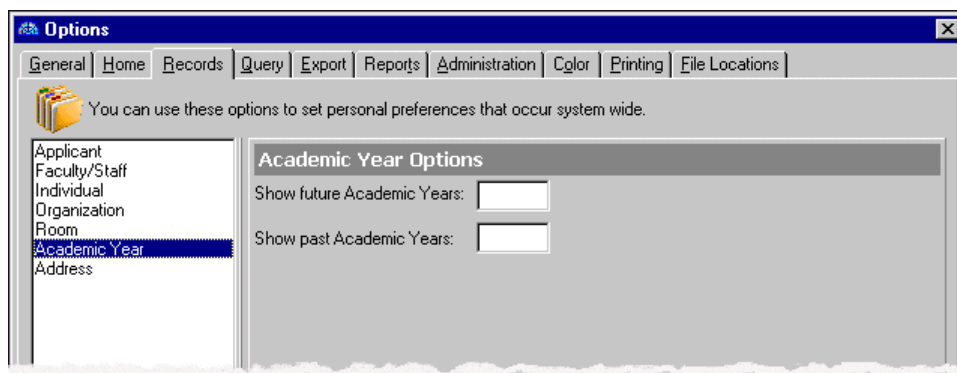 Options
General Home Records Query Export Reports Administration Color Printing File Locations
You can use these options to set personal preferences that occur system wide.
Applicant
Faculty/Staff
Individual
Organization
Room
Academic Year
Address
Academic Year Options
Show future Academic Years:
Show past Academic Years: